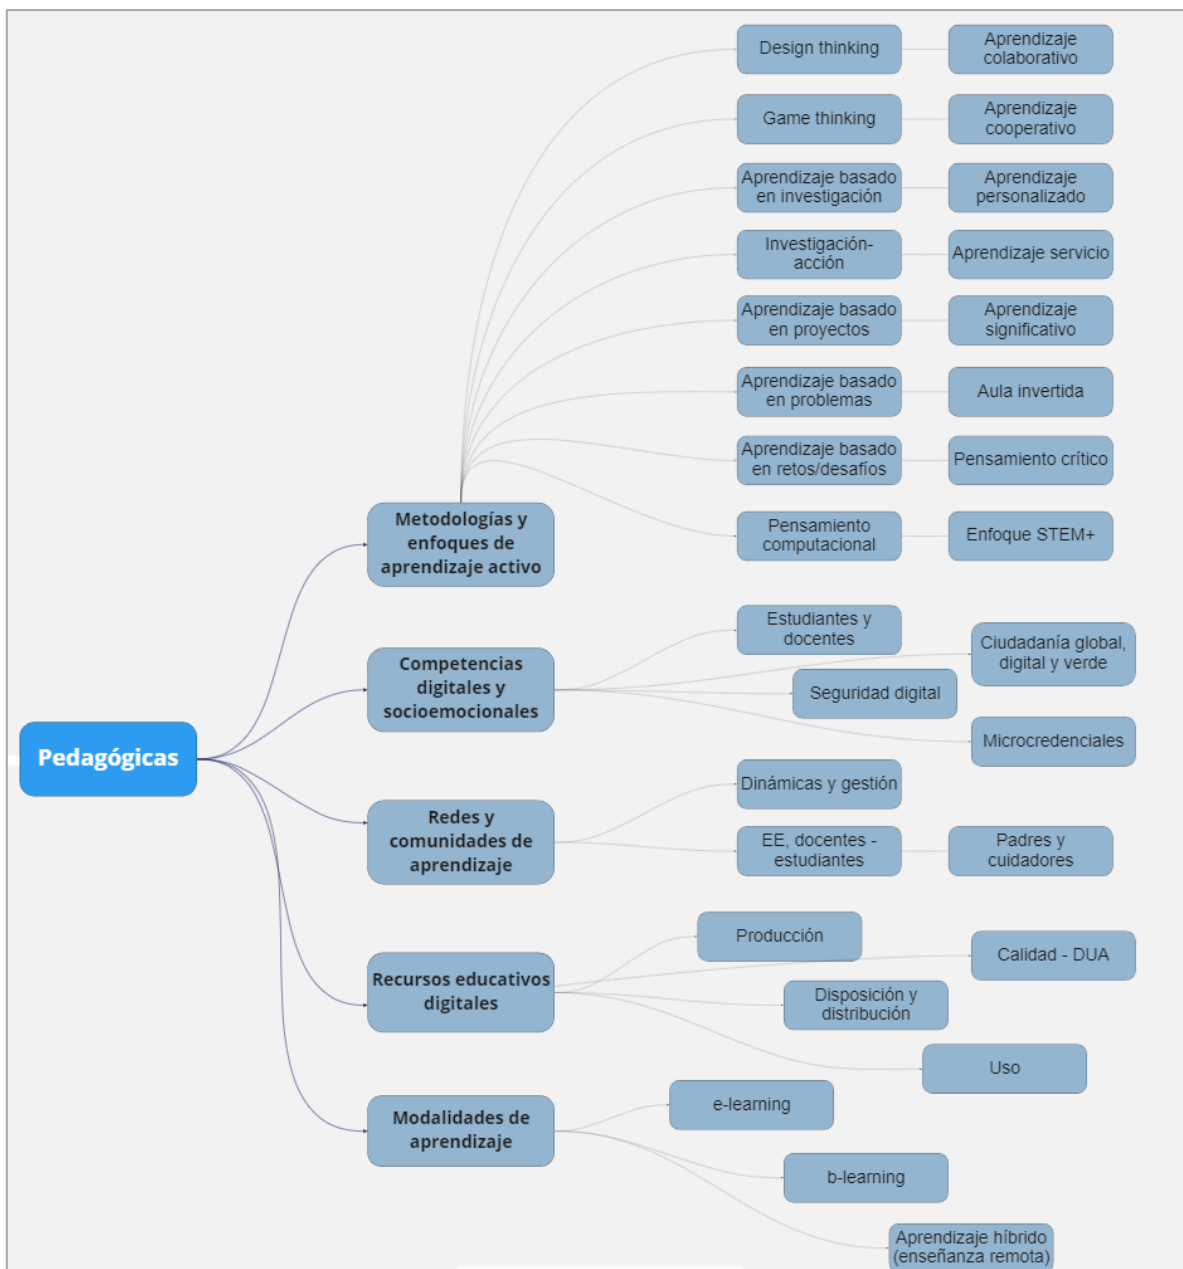 Design thinking
Aprendizaje
colaborativo
Game thinking
Aprendizaje
cooperativo
Aprendizaje basado
en investigación
Aprendizaje
personalizado
Investigación-
acción
Aprendizaje servicio
Aprendizaje basado
en proyectos
Aprendizaje
significativo
Aprendizaje basado
en problemas
Aula invertida
Aprendizaje basado
en retos/desafíos
Pensamiento crítico
Pensamiento
computacional
Enfoque STEM+
Metodologías y
enfoques de
aprendizaje activo
Estudiantes y
docentes
Ciudadanía global,
digital y verde
Seguridad digital
Microcredenciales
Competencias
digitales y
socioemocionales
Pedagógicas
Dinámicas y gestión
EE, docentes -
estudiantes
Padres y
cuidadores
Redes y
comunidades de
aprendizaje
Producción
Calidad - DUA
Disposición y
distribución
Uso
Recursos educativos
digitales
e-learning
b-learning
Aprendizaje híbrido
(enseñanza remota)
Modalidades de
aprendizaje